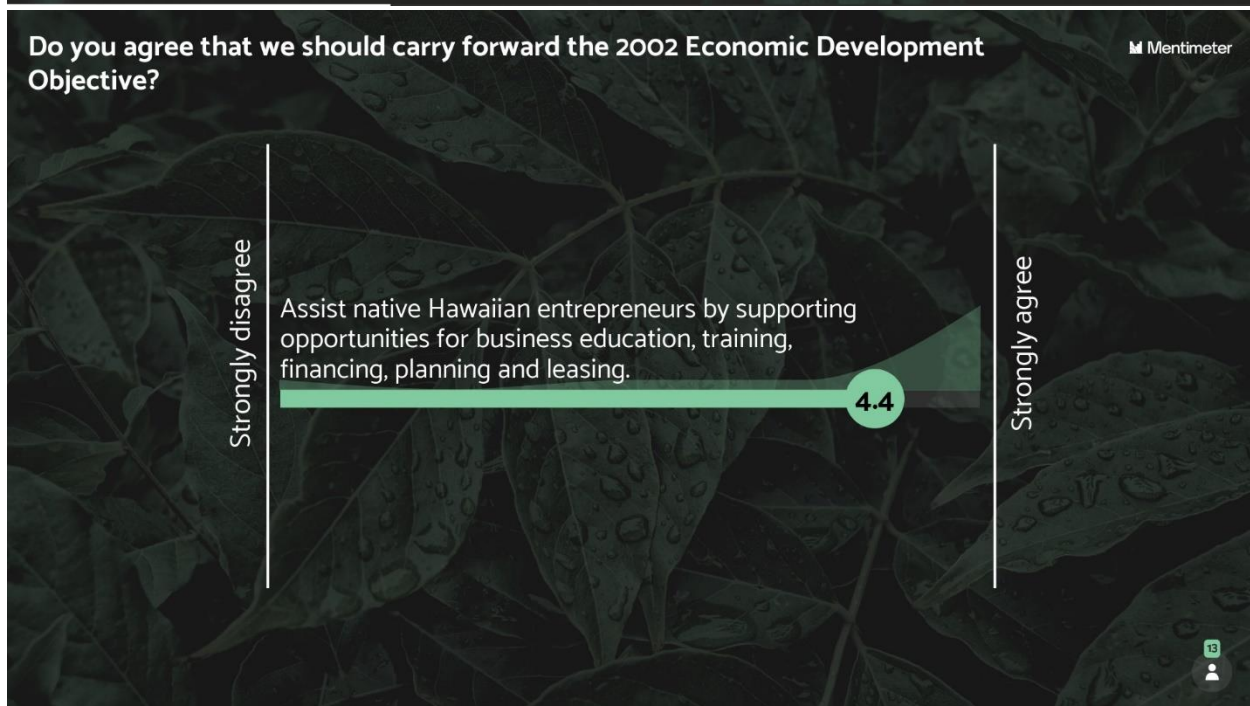 Do you agree that we should carry forward the 2002 Economic Development
Objective?
Mentimeter
Strongly disagree
Assist native Hawaiian entrepreneurs by supporting
opportunities for business education, training,
financing, planning and leasing.
4.4
Strongly agree
13